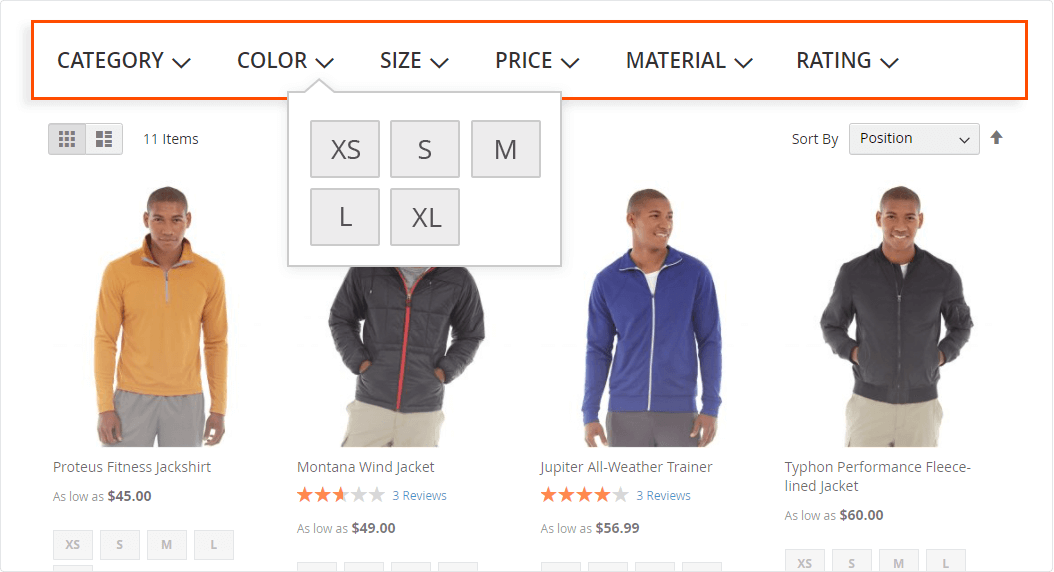 CATEGORY COLOR SIZE PRICE MATERIAL RATING
XS S M
L XL
11 Items Sort By Position
Proteus Fitness Jackshirt
As low as $45.00
XS S M L
Montana Wind Jacket
3 Reviews
As low as $49.00
Jupiter All-Weather Trainer
3 Reviews
As low as $56.99
Typhon Performance Fleece-
lined Jacket
As low as $60.00
XS S M L